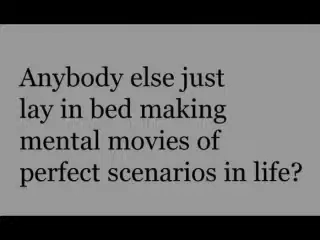 Anybody else just
lay in bed making
mental movies of
perfect scenarios in life?